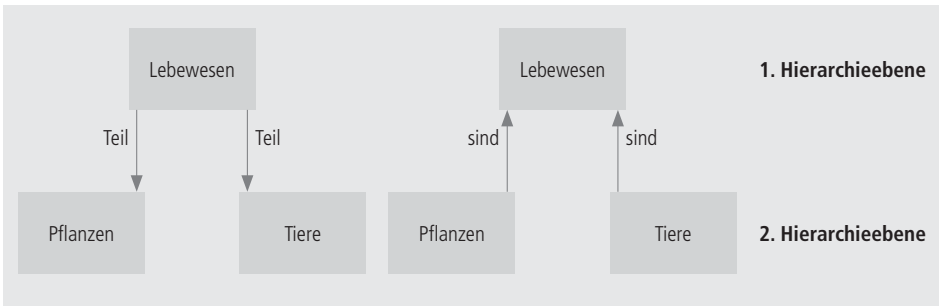 Lebewesen
Lebewesen
1. Hierarchieebene
Teil
Teil
sind
sind
Pflanzen
Tiere
Pflanzen
Tiere
2. Hierarchieebene